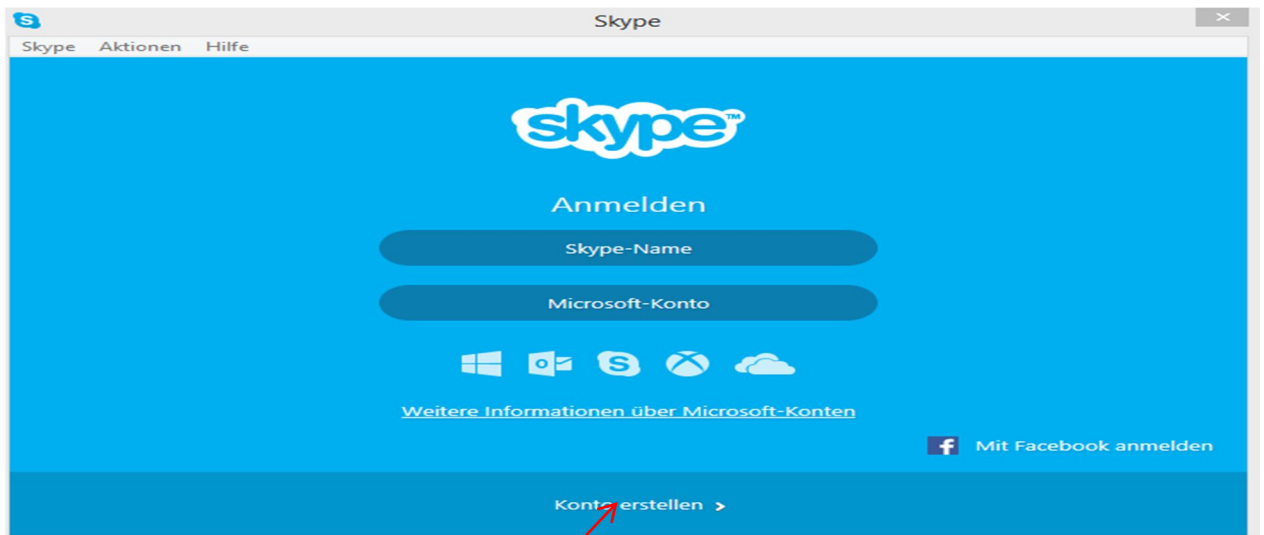 Skype
Skype Aktionen Hilfe
skype™
Anmelden
Skype-Name
Microsoft-Konto
Weitere Informationen über Microsoft-Konten
Mit Facebook anmelden
Konto erstellen >